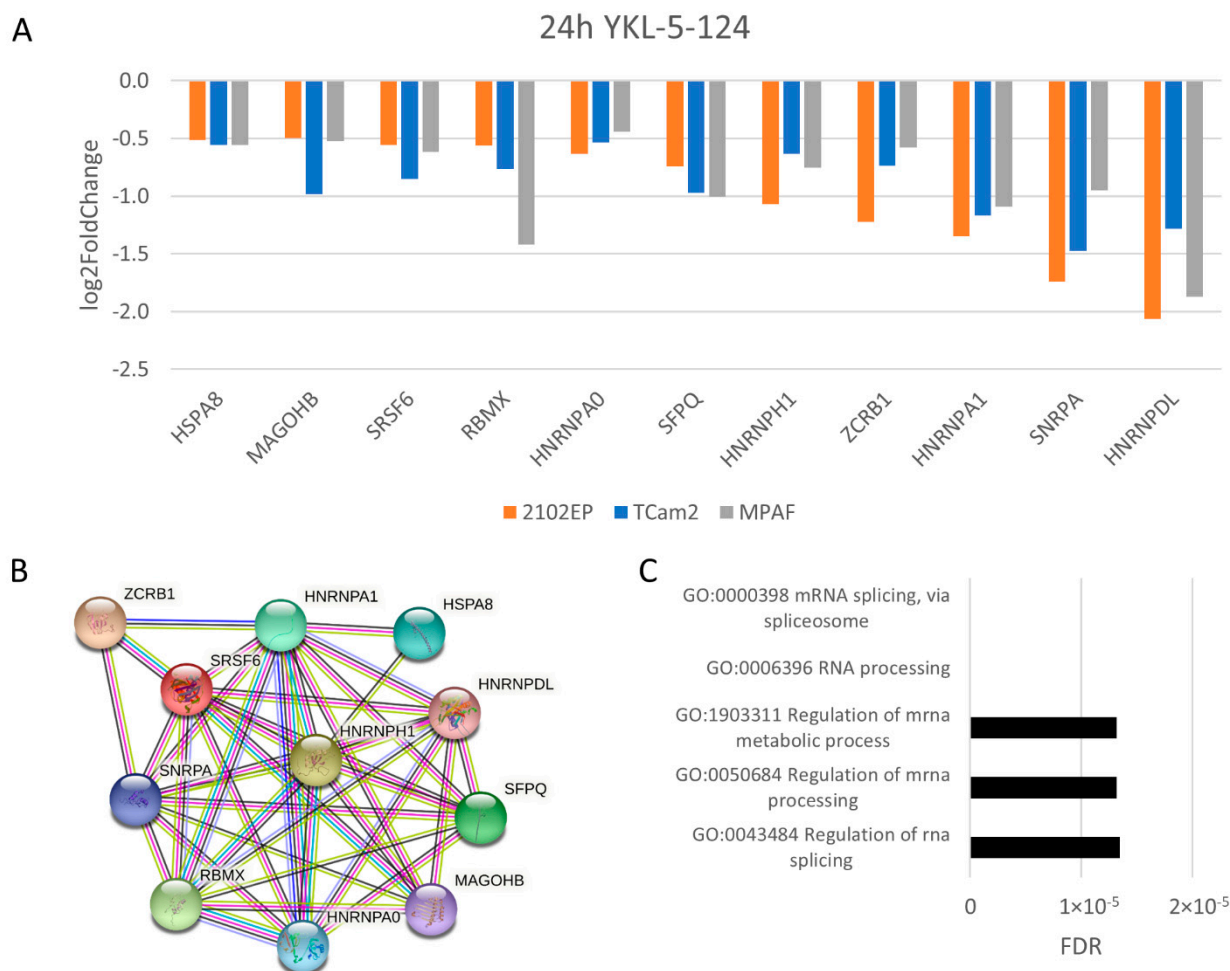 A
24h YKL-5-124
0.0
-0.5
-1.0
-1.5
-2.0
-2.5
log2FoldChange
HSPA8
MAGOHB
SRSF6
RBMX
HNRNPA0
SFPQ
HNRNPH1
ZCRB1
HNRNPA1
SNRPA
HNRNPDL
2102EP
TCam2
MPAF
B
ZCRB1
HNRNPA1
HSPA8
SRSF6
HNRNPDL
HNRNPH1
SNRPA
SFPQ
RBMX
MAGOHB
HNRNPA0
C
GO:0000398 mRNA splicing, via
spliceosome
GO:0006396 RNA processing
GO:1903311 Regulation of mrna
metabolic process
GO:0050684 Regulation of mrna
processing
GO:0043484 Regulation of rna
splicing
0
1×10⁻⁵
2×10⁻⁵
FDR